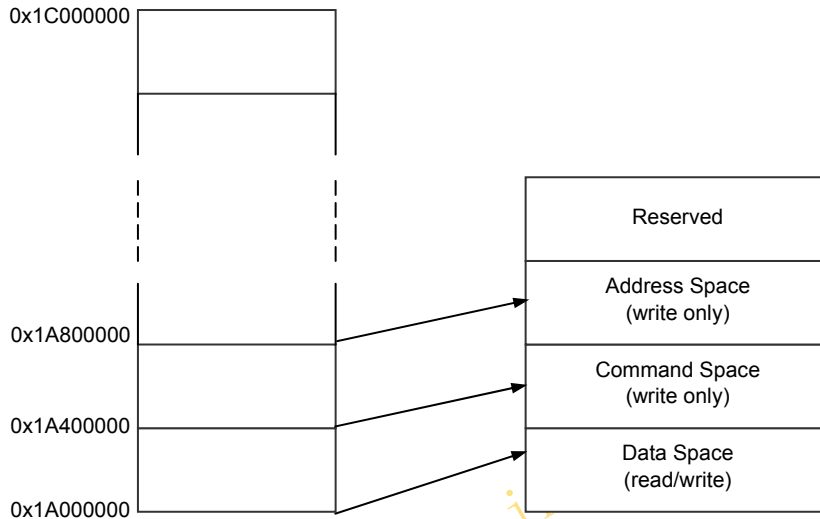 0x1C000000
Reserved
Address Space
(write only)
0x1A800000
Command Space
(write only)
0x1A400000
Data Space
(read/write)
0x1A000000